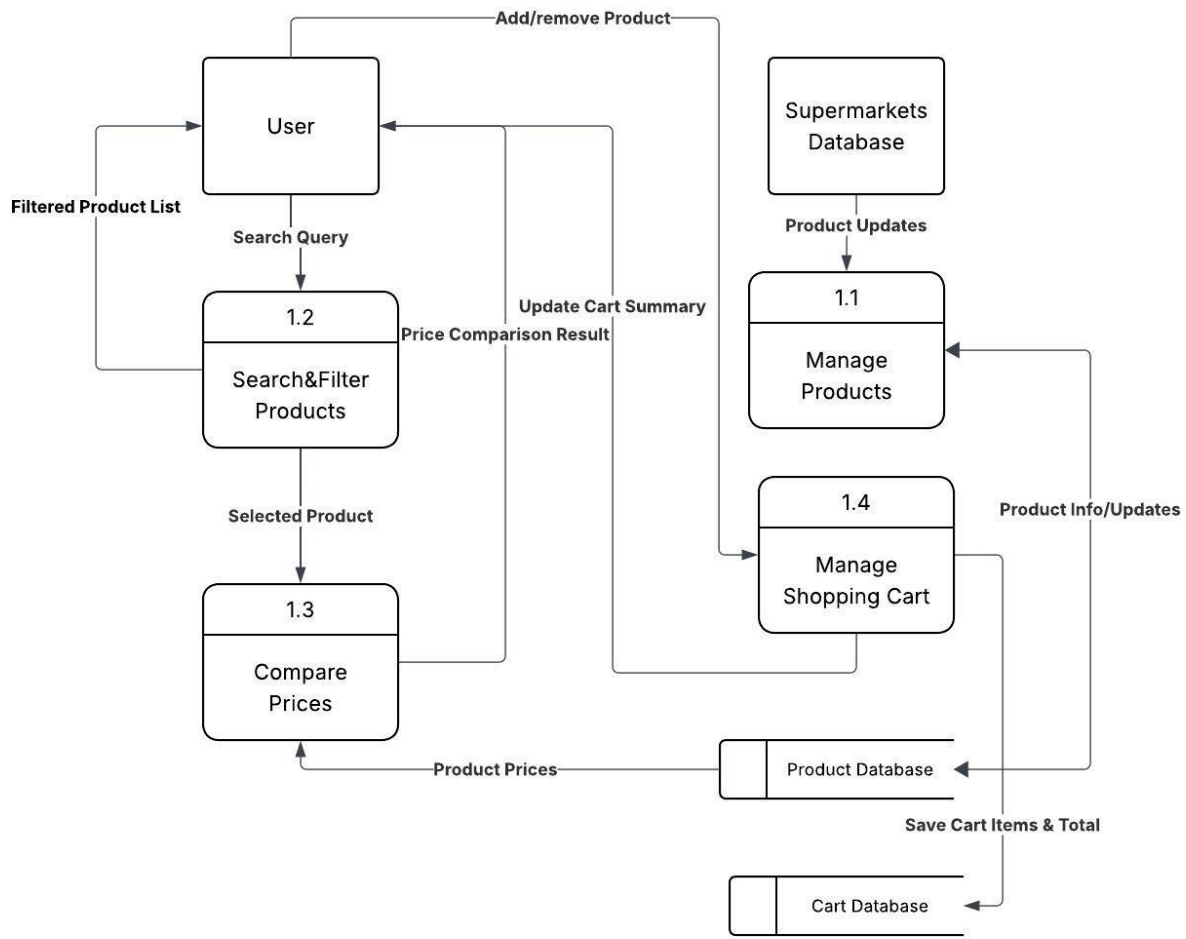 Add/remove Product
User
Supermarkets
Database
Filtered Product List
Search Query
Product Updates
1.2
Search&Filter
Products
1.1
Manage
Products
Update Cart Summary
Price Comparison Result
Selected Product
1.4
Manage
Shopping Cart
Product Info/Updates
1.3
Compare
Prices
Product Prices
Product Database
Save Cart Items & Total
Cart Database